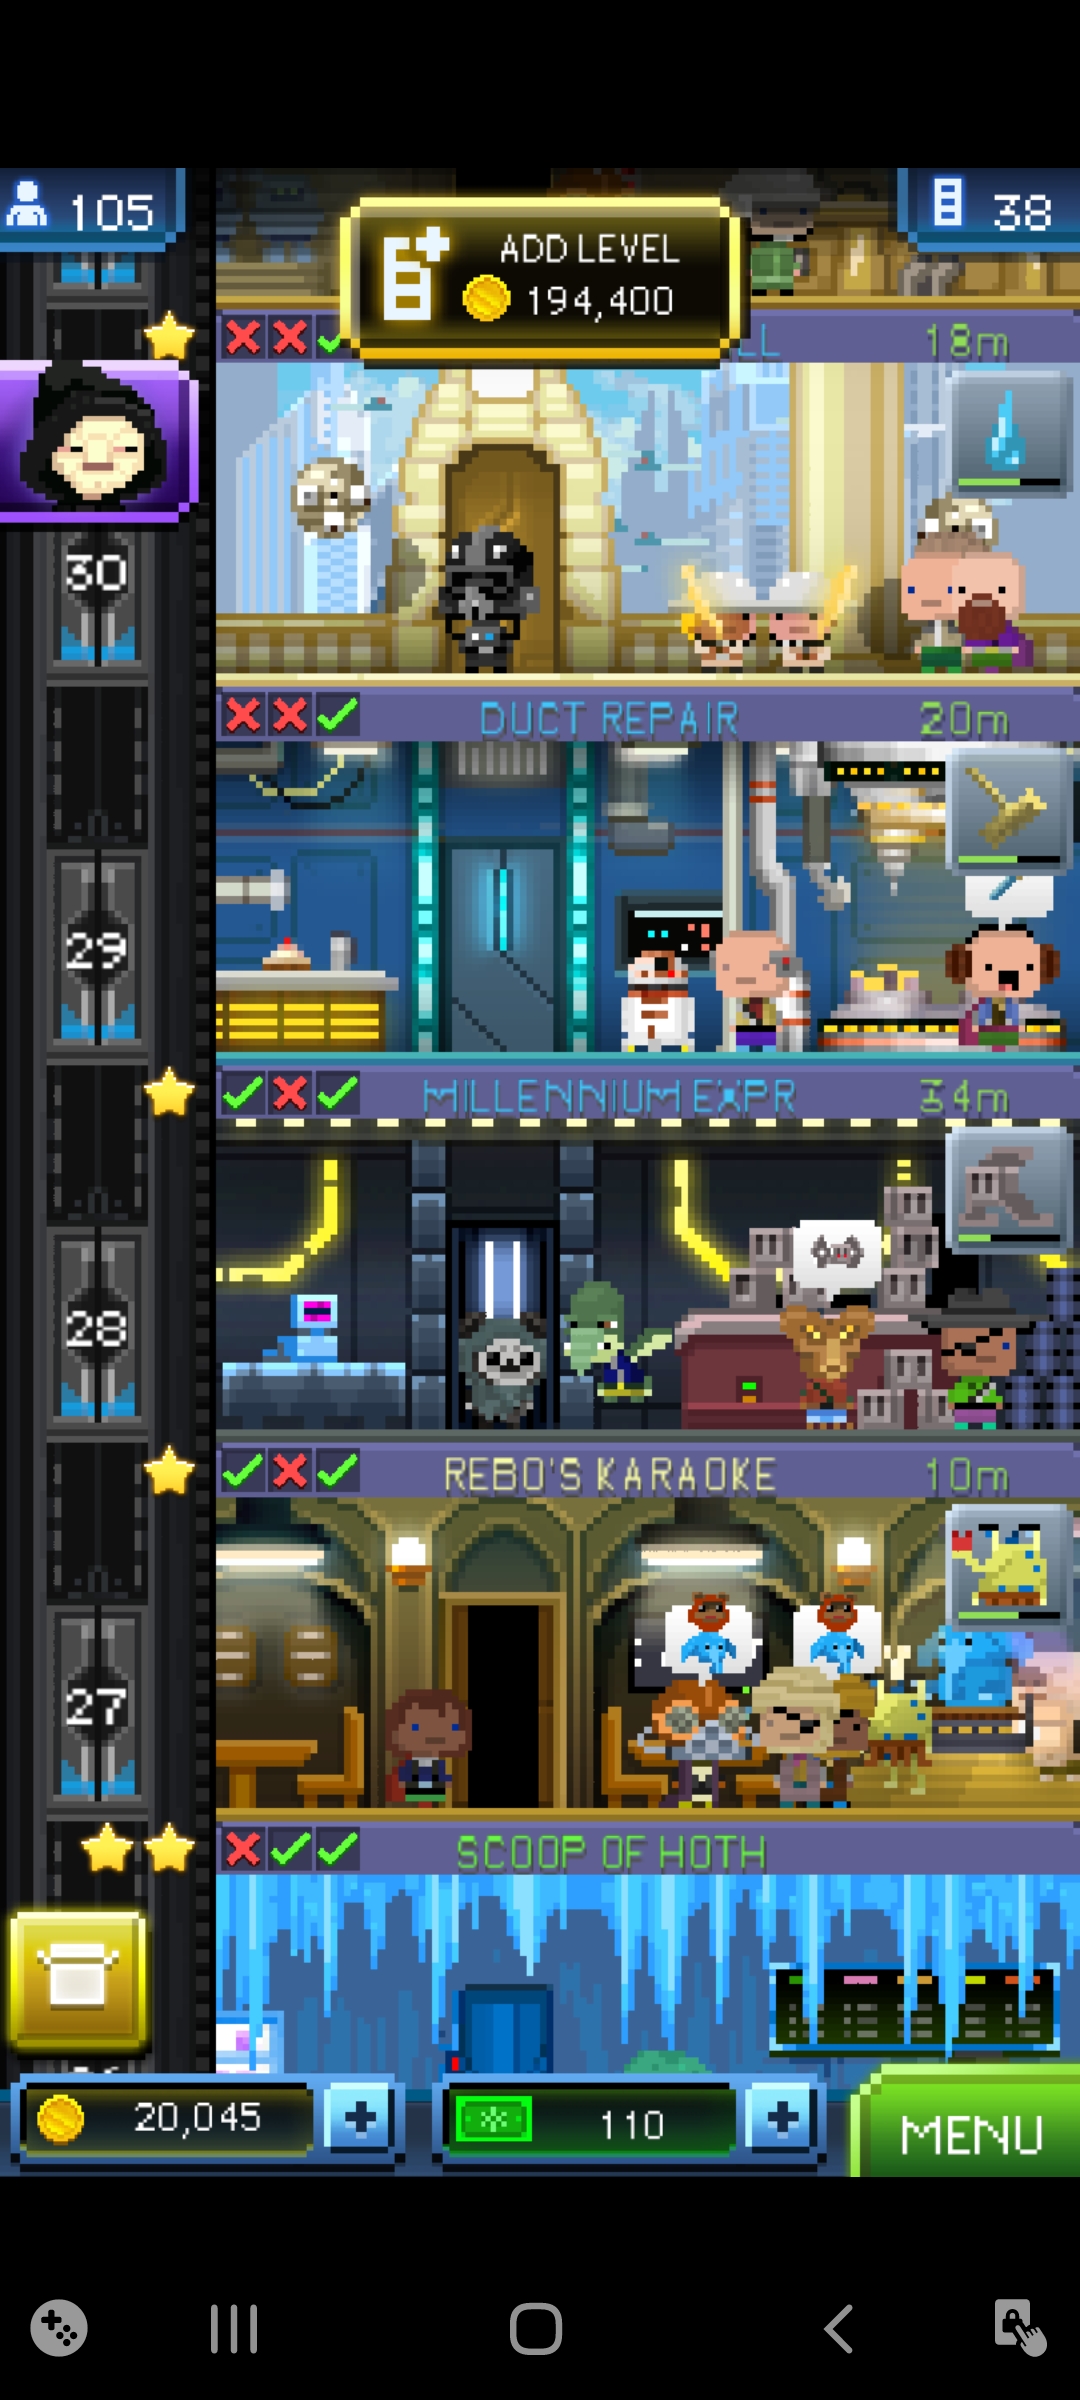 105
38
ADD LEVEL
194,400
LL 18m
30
DUCT REPAIR 20m
29
MILLENNIUM EXPR 34m
28
REBO'S KARAOKE 10m
27
SCOOP OF HOTH
20,045
110
MENU